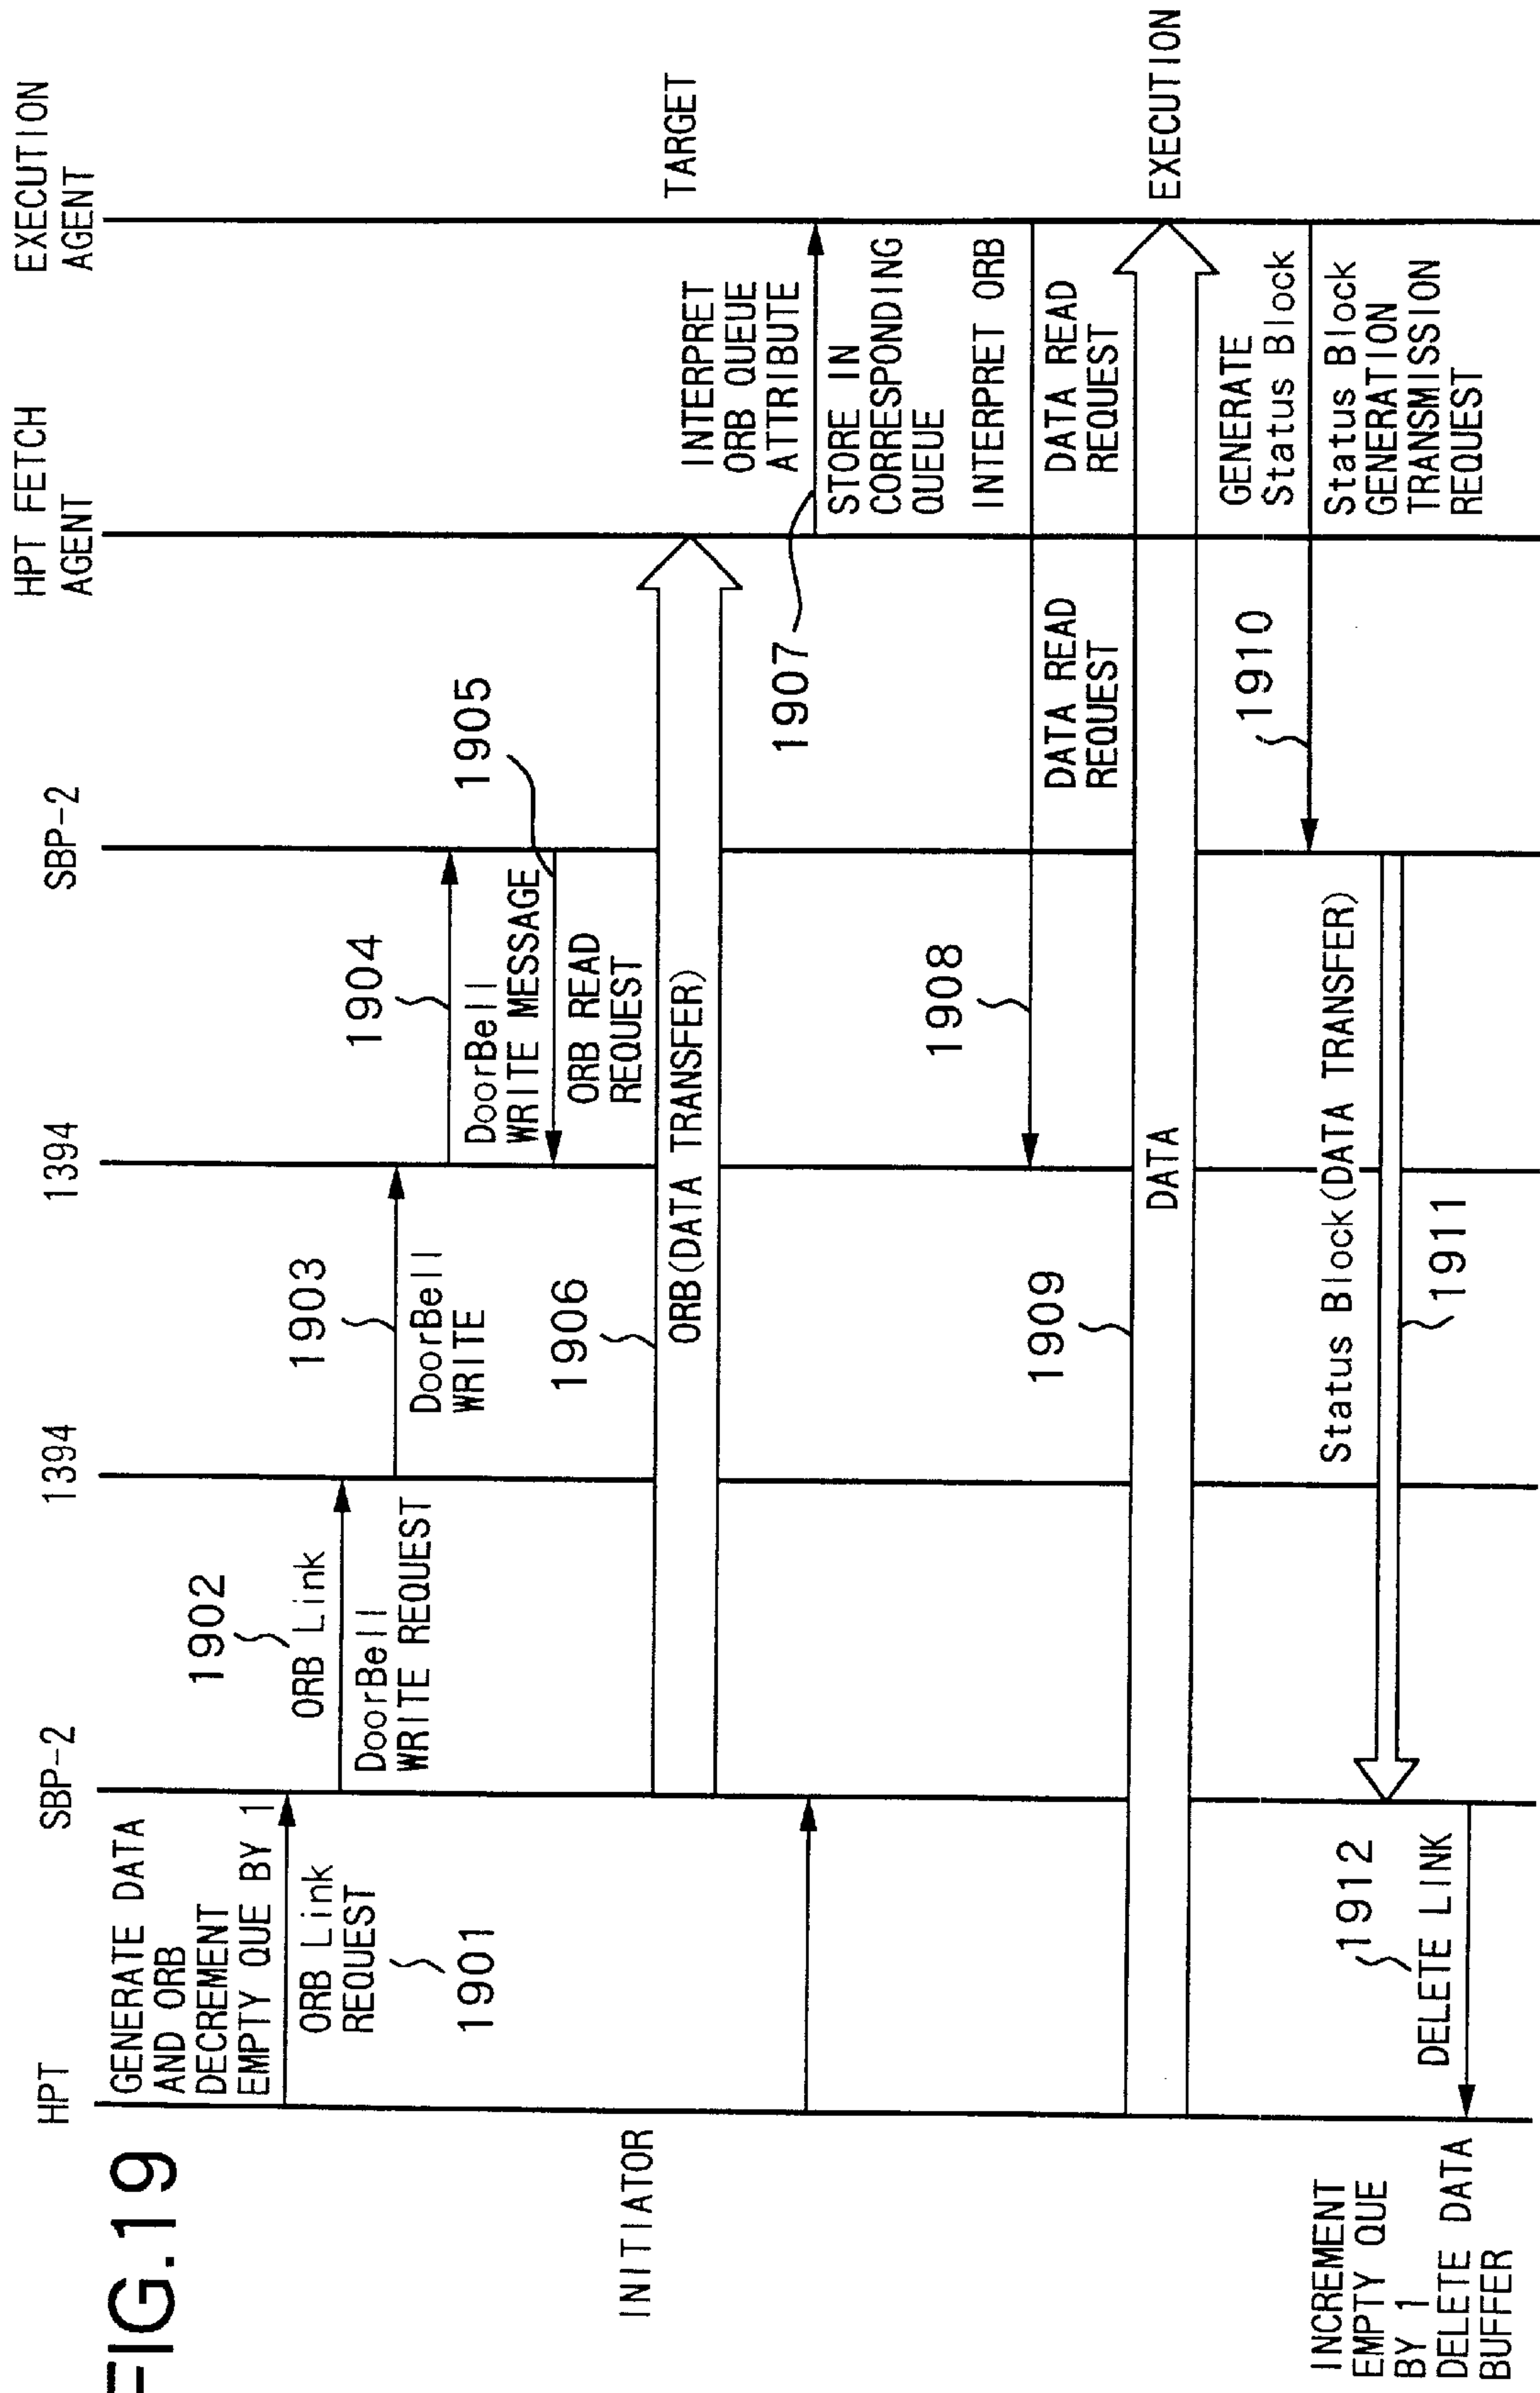 FIG.19
HPT
SBP-2
1394
1394
SBP-2
HPT FETCH
AGENT
EXECUTION
AGENT
GENERATE DATA
AND ORB
DECREMENT
EMPTY QUE BY 1
ORB Link
REQUEST
1901
1902
ORB Link
DoorBell
WRITE REQUEST
1903
DoorBell
WRITE
1904
DoorBell
WRITE MESSAGE
1905
ORB READ
REQUEST
INITIATOR
TARGET
1906
ORB(DATA TRANSFER)
INTERPRET
ORB QUEUE
ATTRIBUTE
1907
STORE IN
CORRESPONDING
QUEUE
INTERPRET ORB
1908
DATA READ
REQUEST
DATA READ
REQUEST
1909
DATA
EXECUTION
GENERATE
Status Block
1910
Status Block
GENERATION
TRANSMISSION
REQUEST
Status Block(DATA TRANSFER)
1911
1912
DELETE LINK
INCREMENT
EMPTY QUE
BY 1
DELETE DATA
BUFFER